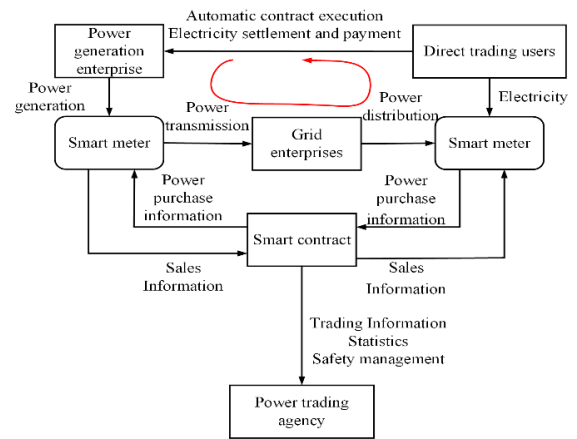 Automatic contract execution
Electricity settlement and payment
Power
generation
enterprise
Direct trading users
Power
generation
Power
transmission
Power
distribution
Electricity
Smart meter
Grid
enterprises
Smart meter
Power
purchase
information
Power
purchase
information
Smart contract
Sales
Information
Sales
Information
Trading Information
Statistics
Safety management
Power trading
agency